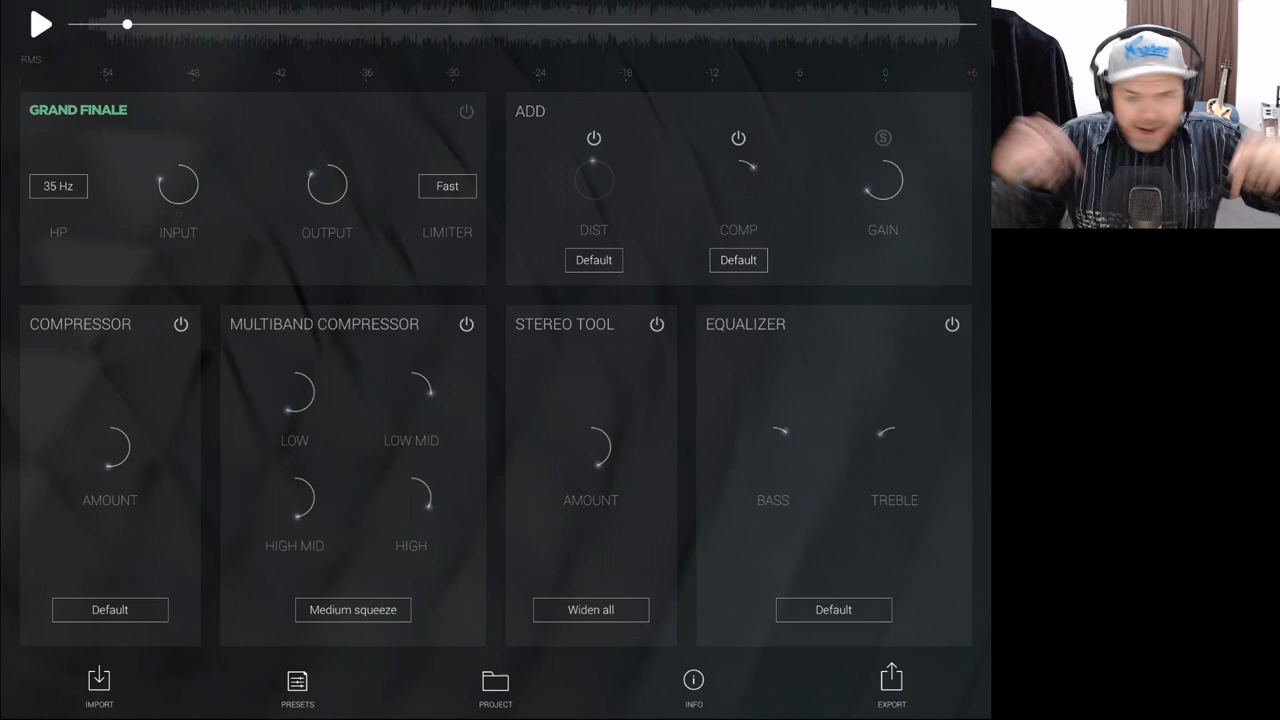 RMS
-54 -48 -42 -36 -30 -24 -18 -12 -5 0 +6
GRAND FINALE
ADD
S
35 Hz
Fast
HP INPUT OUTPUT LIMITER
DIST COMP GAIN
Default Default
COMPRESSOR
MULTIBAND COMPRESSOR
STEREO TOOL
EQUALIZER
LOW LOW MID
AMOUNT
AMOUNT
BASS TREBLE
HIGH MID HIGH
Default
Medium squeeze
Widen all
Default
IMPORT PRESETS PROJECT INFO EXPORT